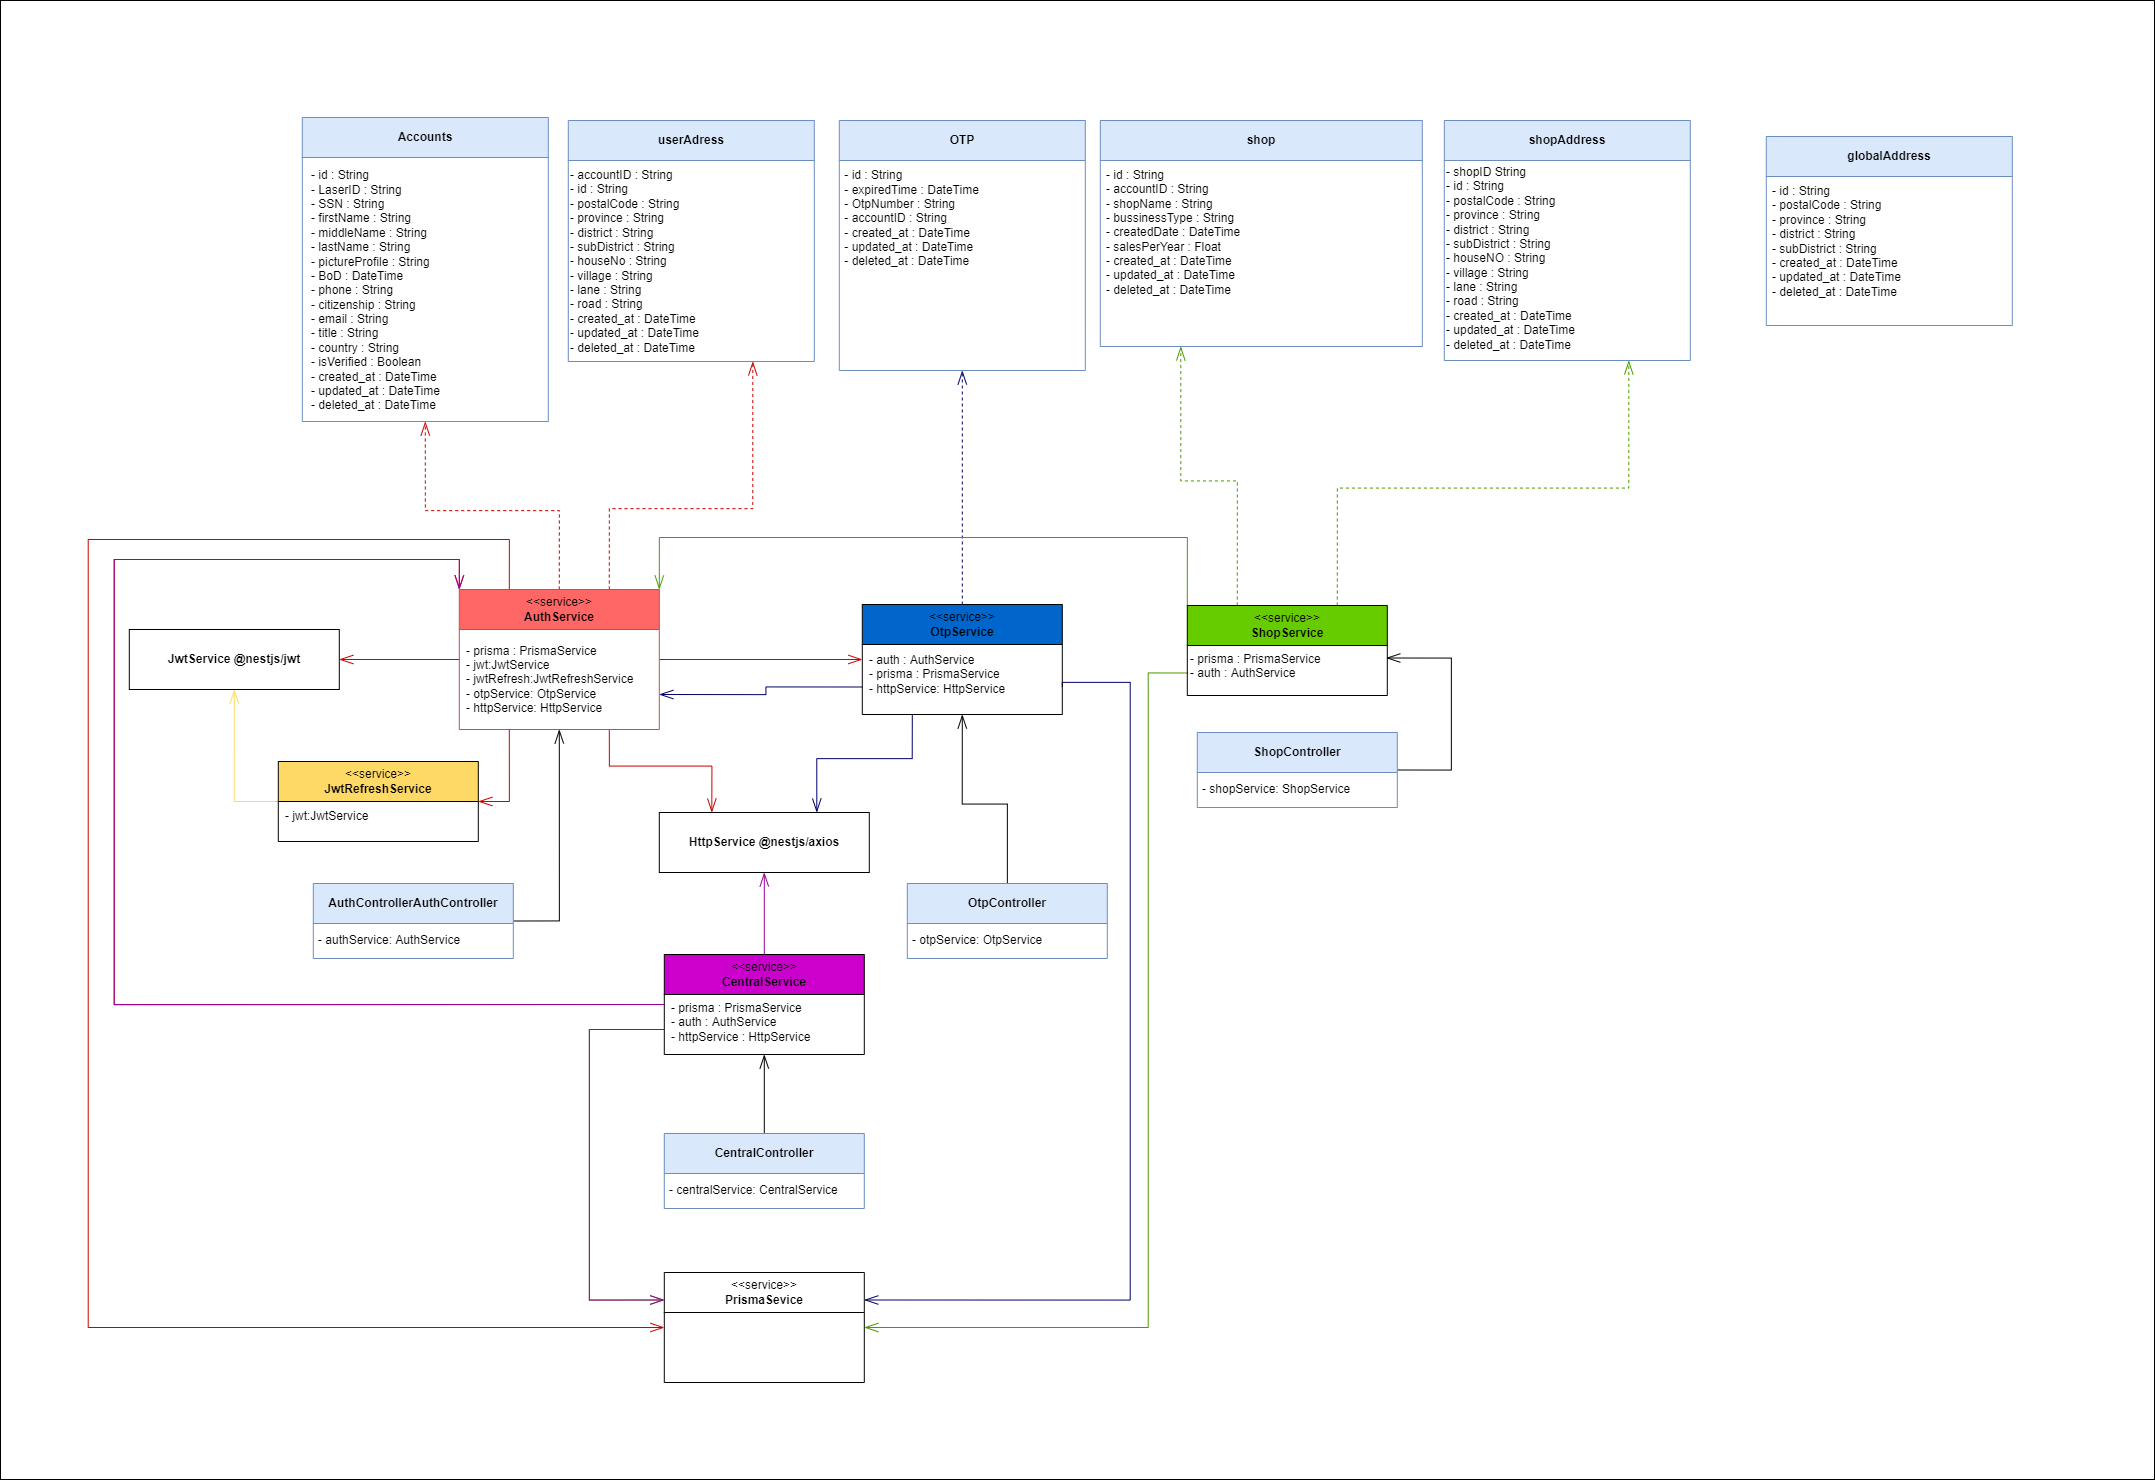 Accounts
- id : String
- LaserID : String
- SSN : String
- firstName : String
- middleName : String
- lastName : String
- pictureProfile : String
- BoD : DateTime
- phone : String
- citizenship : String
- email : String
- title : String
- country : String
- isVerified : Boolean
- created_at : DateTime
- updated_at : DateTime
- deleted_at : DateTime
userAdress
- accountID : String
- id : String
- postalCode : String
- province : String
- district : String
- subDistrict : String
- houseNo : String
- village : String
- lane : String
- road : String
- created_at : DateTime
- updated_at : DateTime
- deleted_at : DateTime
OTP
- id : String
- expiredTime : DateTime
- OtpNumber : String
- accountID : String
- created_at : DateTime
- updated_at : DateTime
- deleted_at : DateTime
shop
- id : String
- accountID : String
- shopName : String
- bussinessType : String
- createdDate : DateTime
- salesPerYear : Float
- created_at : DateTime
- updated_at : DateTime
- deleted_at : DateTime
shopAddress
- shopID String
- id : String
- postalCode : String
- province : String
- district : String
- subDistrict : String
- houseNO : String
- village : String
- lane : String
- road : String
- created_at : DateTime
- updated_at : DateTime
- deleted_at : DateTime
globalAddress
- id : String
- postalCode : String
- province : String
- district : String
- subDistrict : String
- created_at : DateTime
- updated_at : DateTime
- deleted_at : DateTime
JwtService @nestjs/jwt
<<service>>
AuthService
- prisma : PrismaService
- jwt:JwtService
- jwtRefresh:JwtRefreshService
- otpService: OtpService
- httpService: HttpService
<<service>>
OtpService
- auth : AuthService
- prisma : PrismaService
- httpService: HttpService
<<service>>
ShopService
- prisma : PrismaService
- auth : AuthService
ShopController
- shopService: ShopService
<<service>>
JwtRefreshService
- jwt:JwtService
HttpService @nestjs/axios
AuthControllerAuthController
- authService: AuthService
OtpController
- otpService: OtpService
<<service>>
CentralService
- prisma : PrismaService
- auth : AuthService
- httpService : HttpService
CentralController
- centralService: CentralService
<<service>>
PrismaSevice